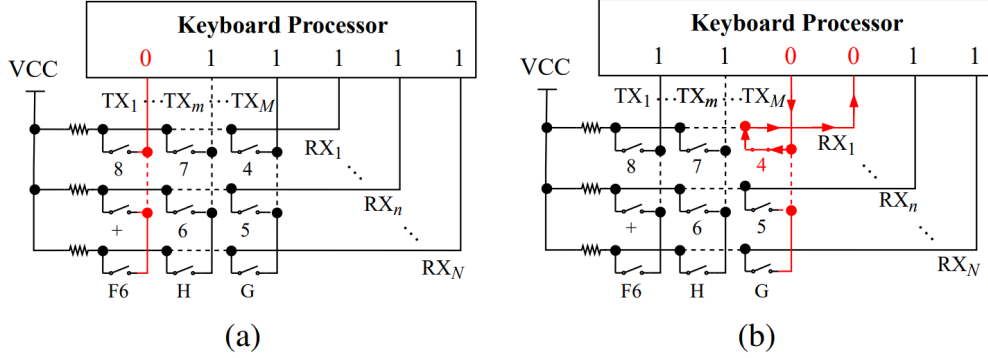 Keyboard Processor
0 1 1 1 1 1
VCC
TX1 ··· TXm ··· TXM
8 7 4
RX1
+ 6 5
RXn
F6 H G
RXN
(a)
Keyboard Processor
1 1 0 0 1 1
VCC
TX1 ··· TXm ··· TXM
8 7 4
RX1
+ 6 5
RXn
F6 H G
RXN
(b)